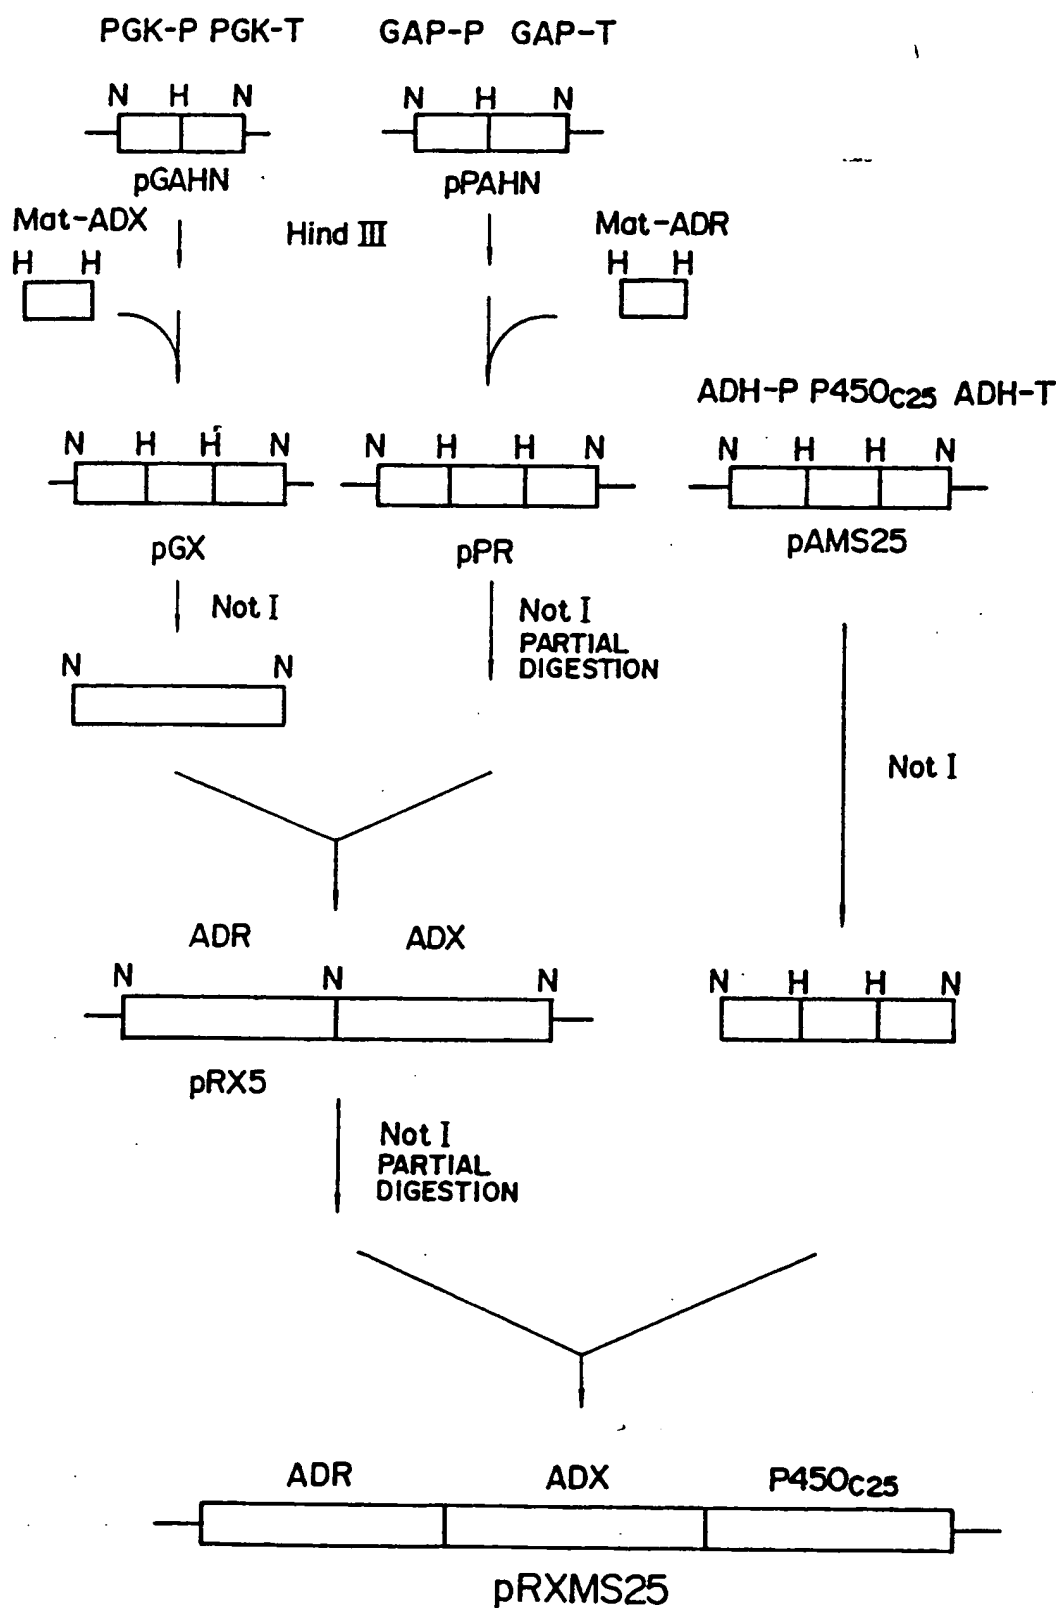 PGK-P PGK-T GAP-P GAP-T
N H N N H N
pGAHN pPAHN
Mat-ADX Hind III Mat-ADR
H H H H
ADH-P P450C25 ADH-T
N H H N N H H N N H H N
pGX pPR pAMS25
Not I Not I
PARTIAL
DIGESTION
N N
Not I
ADR ADX
N N N N H H N
pRX5
Not I
PARTIAL
DIGESTION
ADR ADX P450C25
pRXMS25